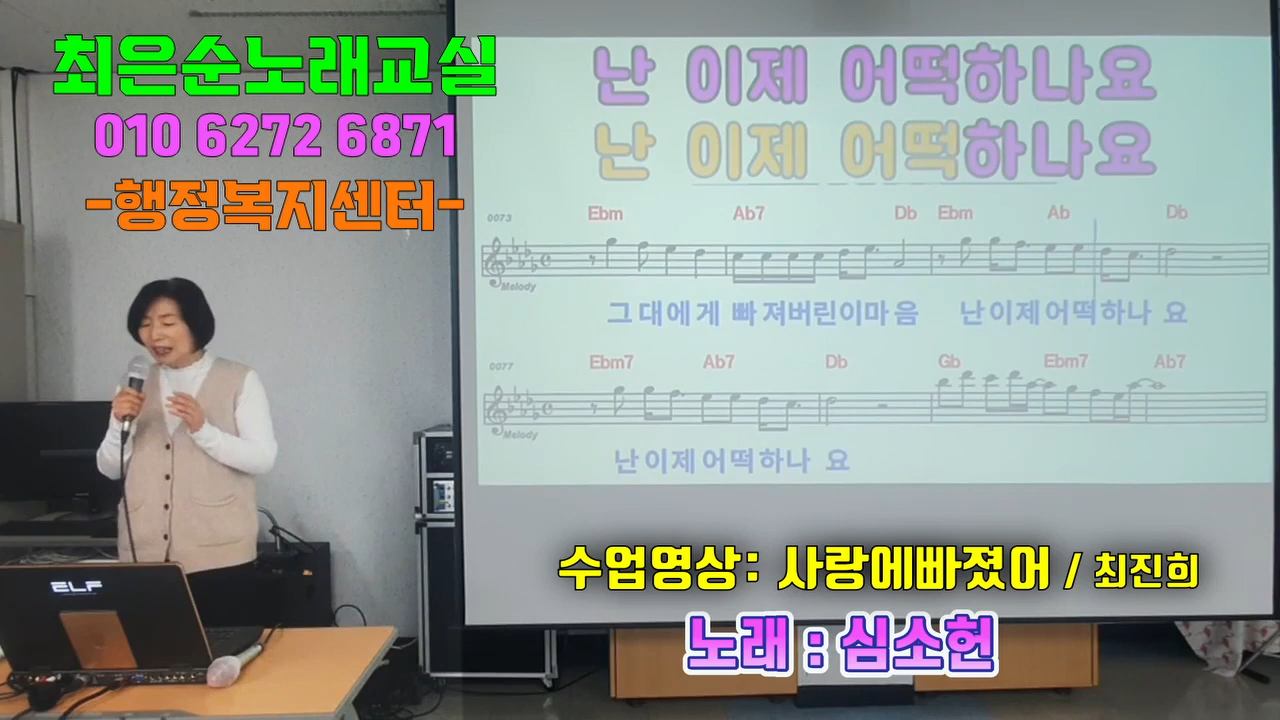 최은순노래교실
010 6272 6871
-행정복지센터-
난 이제 어떡하나요
난 이제 어떡하나요
0073 Ebm Ab7 Db Ebm Ab Db
Melody
그대에게 빠져버린이마음 난이제어떡하나 요
0077 Ebm7 Ab7 Db Gb Ebm7 Ab7
Melody
난이제어떡하나 요
ELF
수업영상: 사랑에빠졌어 / 최진희
노래 : 심소헌